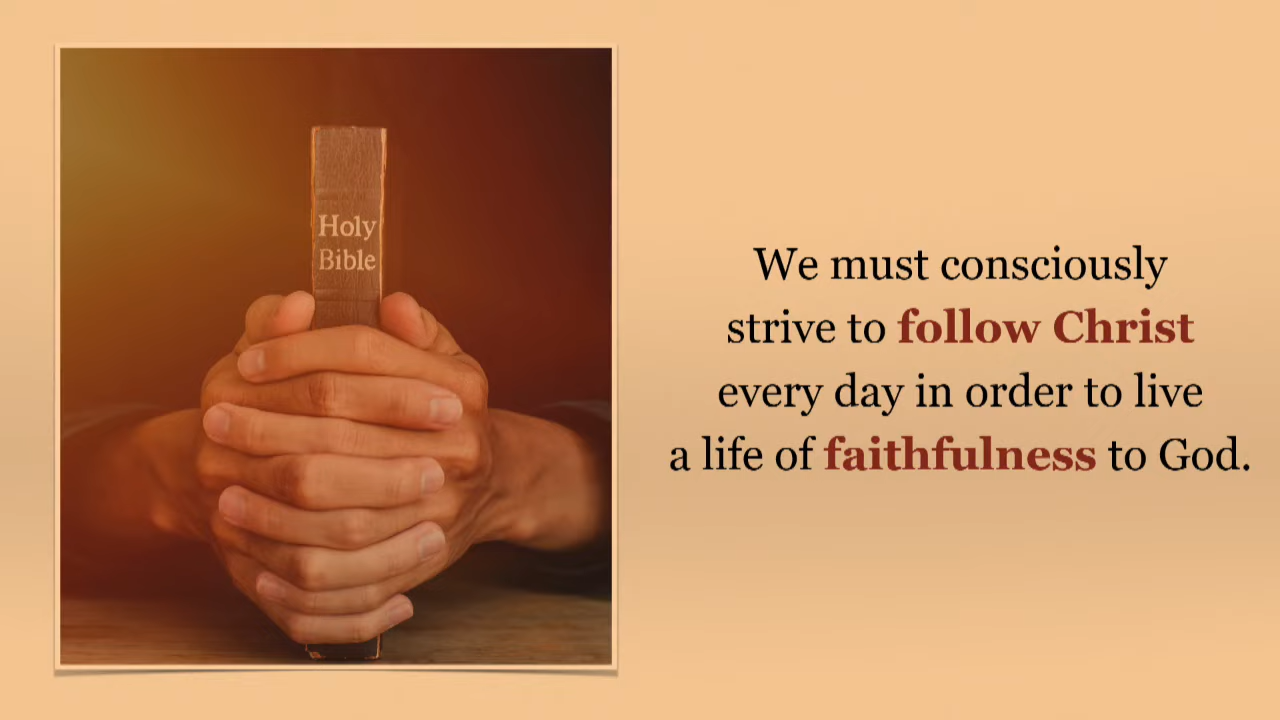 Holy
Bible
We must consciously
strive to follow Christ
every day in order to live
a life of faithfulness to God.